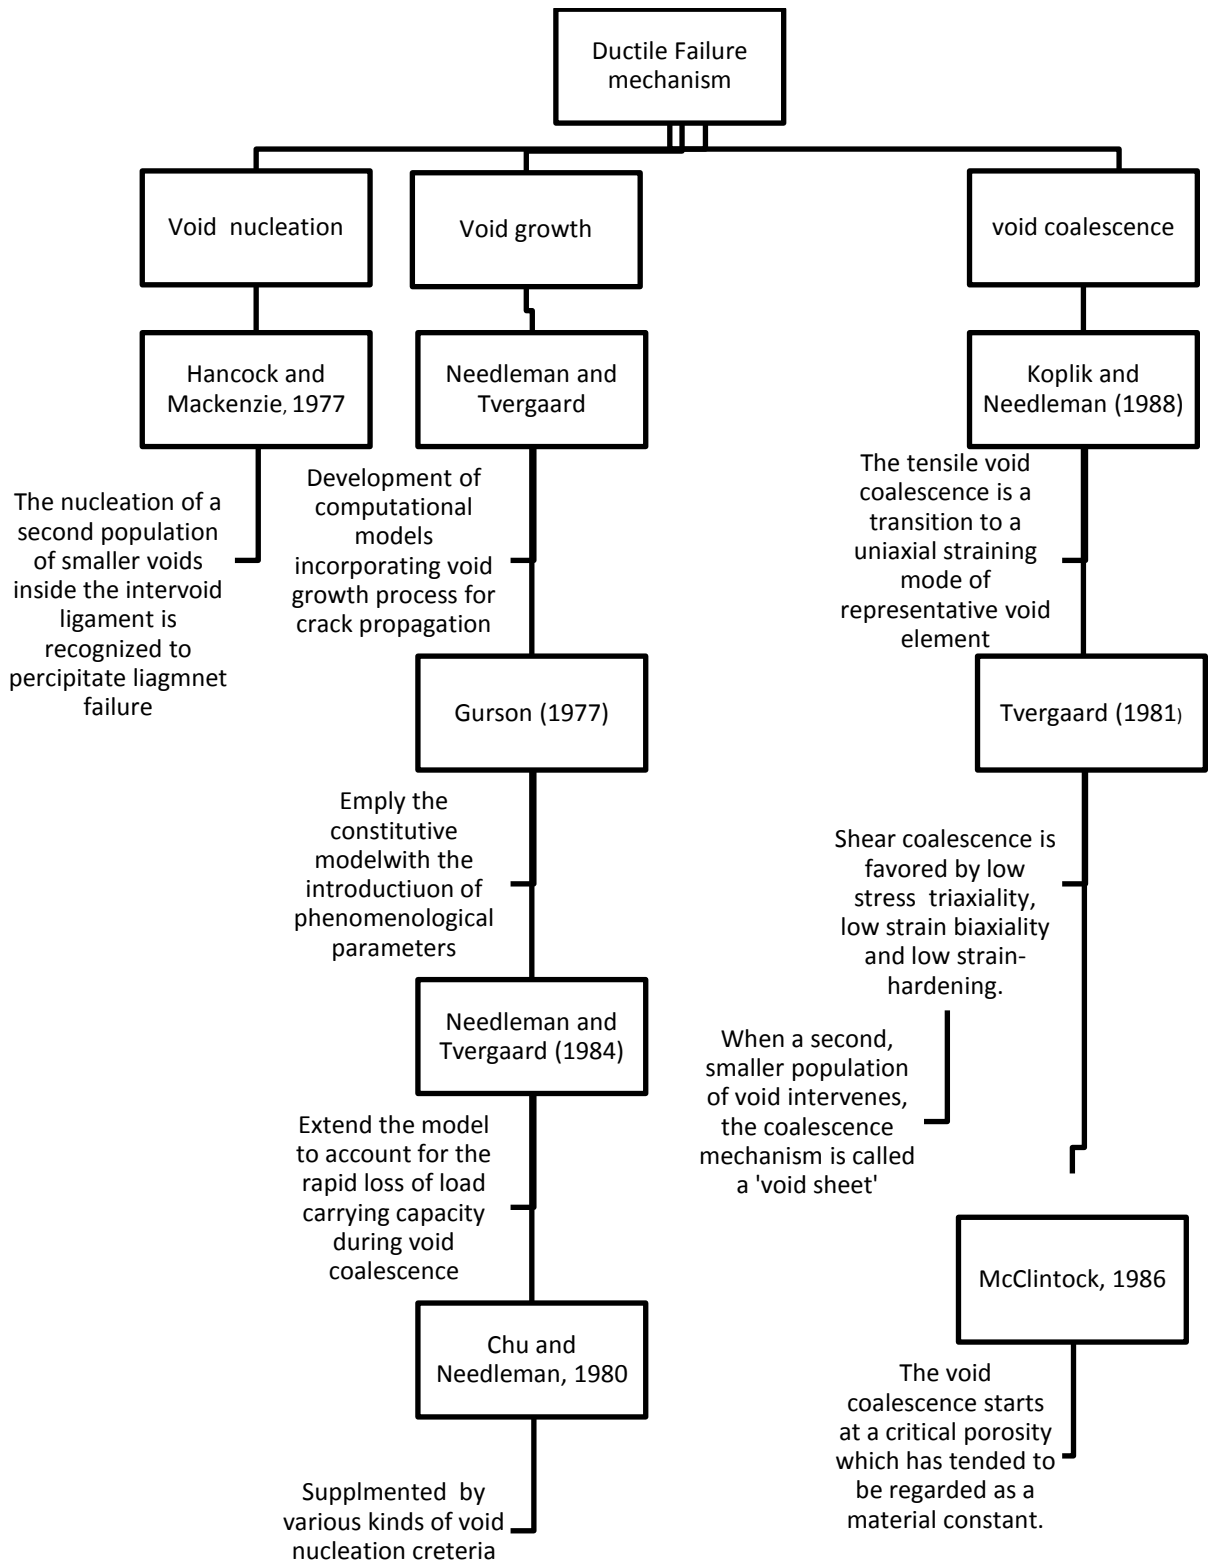 Ductile Failure
mechanism
Void  nucleation
Void growth
void coalescence
Hancock and
Mackenzie, 1977
Needleman and
Tvergaard
Koplik and
Needleman (1988)
The nucleation of a
second population
of smaller voids
inside the intervoid
ligament is
recognized to
percipitate liagmnet
failure
Development of
computational
models
incorporating void
growth process for
crack propagation
The tensile void
coalescence is a
transition to a
uniaxial straining
mode of
representative void
element
Gurson (1977)
Tvergaard (1981)
Emply the
constitutive
modelwith the
introductiuon of
phenomenological
parameters
Shear coalescence is
favored by low
stress  triaxiality,
low strain biaxiality
and low strain-
hardening.
Needleman and
Tvergaard (1984)
When a second,
smaller population
of void intervenes,
the coalescence
mechanism is called
a 'void sheet'
Extend the model
to account for the
rapid loss of load
carrying capacity
during void
coalescence
McClintock, 1986
Chu and
Needleman, 1980
The void
coalescence starts
at a critical porosity
which has tended to
be regarded as a
material constant.
Supplmented  by
various kinds of void
nucleation creteria